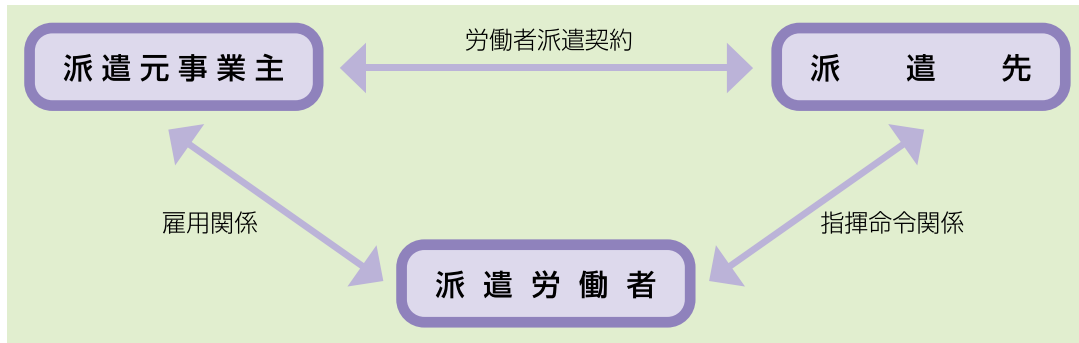 労働者派遣契約
派遣元事業主
派遣先
雇用関係
指揮命令関係
派遣労働者